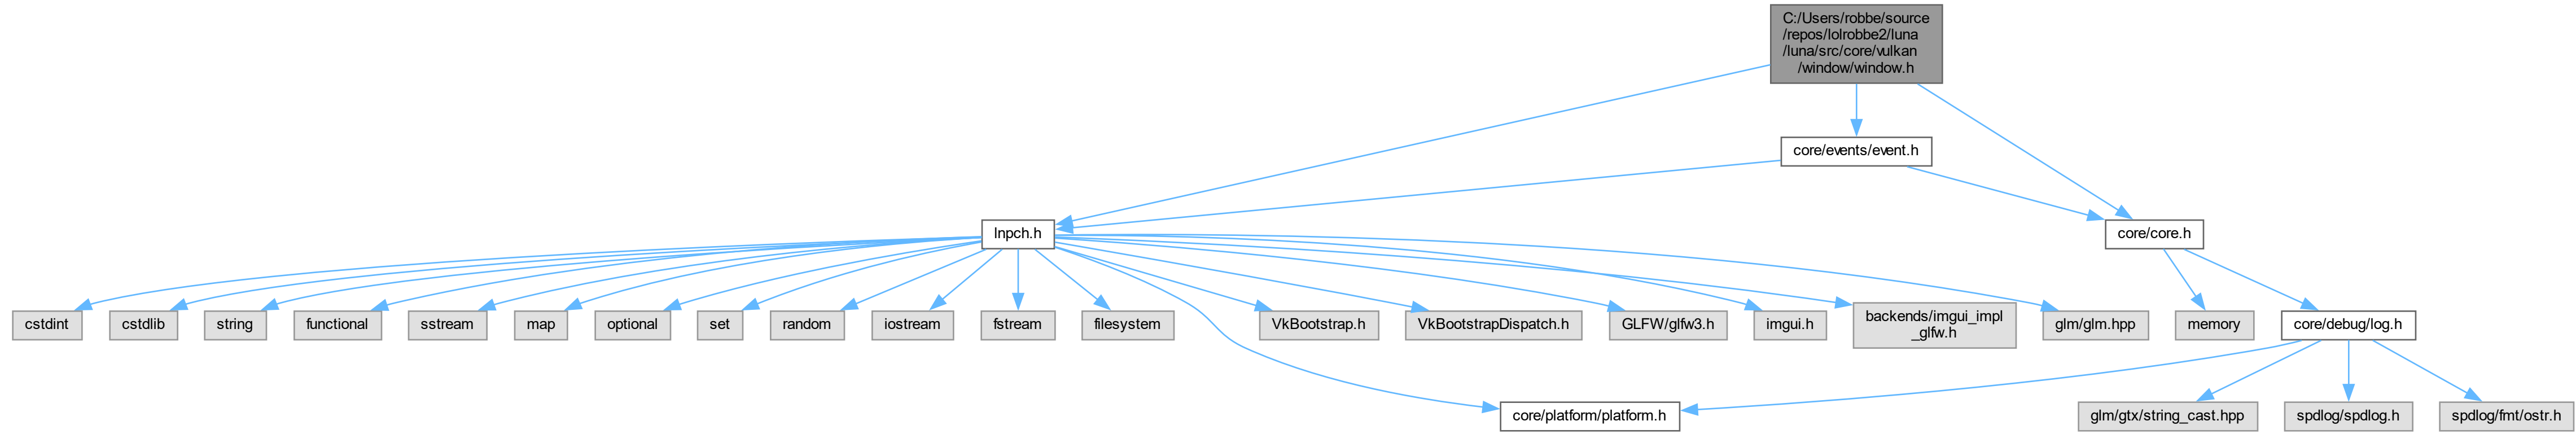 C:/Users/robbe/source
/repos/lolrobbe2/luna
/luna/src/core/vulkan
/window/window.h
core/events/event.h
lnpch.h
core/core.h
cstdint
cstdlib
string
functional
sstream
map
optional
set
random
iostream
fstream
filesystem
VkBootstrap.h
VkBootstrapDispatch.h
GLFW/glfw3.h
imgui.h
backends/imgui_impl
_glfw.h
glm/glm.hpp
memory
core/debug/log.h
core/platform/platform.h
glm/gtx/string_cast.hpp
spdlog/spdlog.h
spdlog/fmt/ostr.h